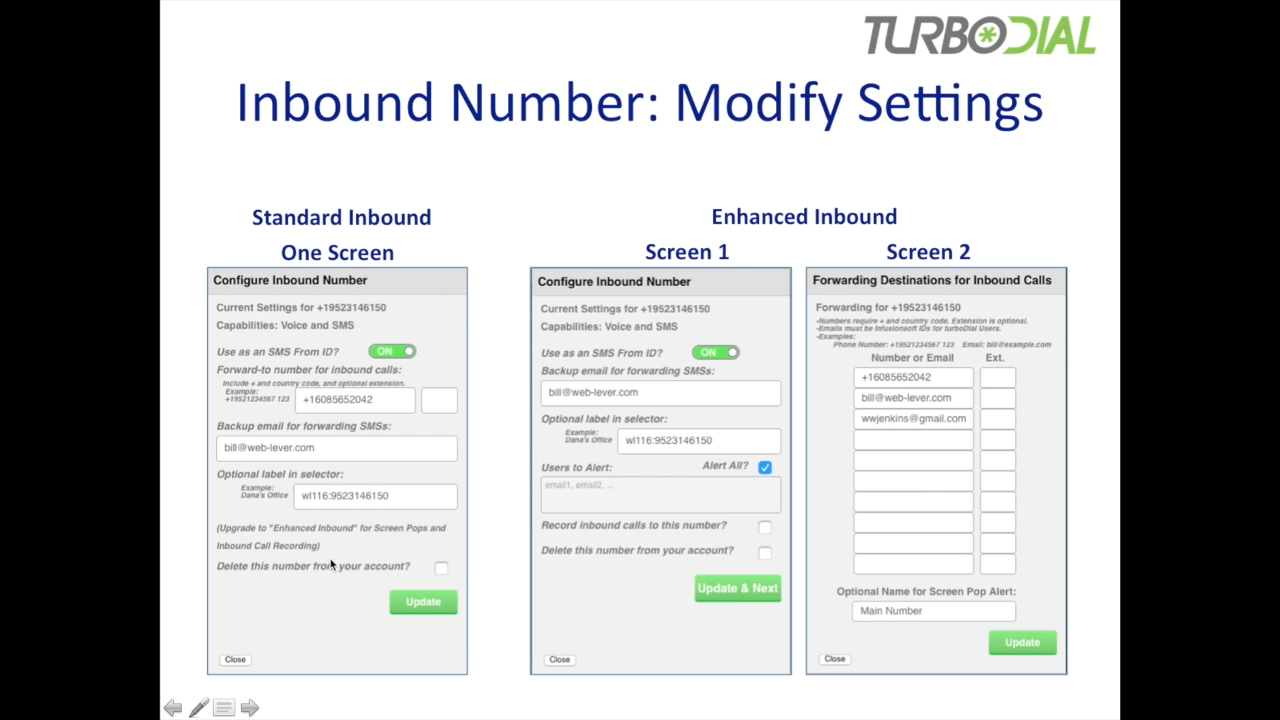 TURBODIAL
Inbound Number: Modify Settings
Standard Inbound
One Screen
Configure Inbound Number
Current Settings for +19523146150
Capabilities: Voice and SMS
Use as an SMS From ID?
ON
Forward-to number for inbound calls:
Include + and country code, and optional extension.
Example:
+19521234567 123
+16085652042
Backup email for forwarding SMSs:
bill@web-lever.com
Optional label in selector:
Example:
Dana's Office
wl116:9523146150
(Upgrade to "Enhanced Inbound" for Screen Pops and
Inbound Call Recording)
Delete this number from your account?
Update
Close
Enhanced Inbound
Screen 1
Configure Inbound Number
Current Settings for +19523146150
Capabilities: Voice and SMS
Use as an SMS From ID?
ON
Backup email for forwarding SMSs:
bill@web-lever.com
Optional label in selector:
Example:
Dana's Office
wl116:9523146150
Users to Alert:
Alert All?
email1, email2, ...
Record inbound calls to this number?
Delete this number from your account?
Update & Next
Close
Screen 2
Forwarding Destinations for Inbound Calls
Forwarding for +19523146150
-Numbers require + and country code. Extension is optional.
-Emails must be Infusionsoft IDs for turboDial Users.
-Examples:
Phone Number: +19521234567 123 Email: bill@example.com
Number or Email Ext.
+16085652042
bill@web-lever.com
wwjenkins@gmail.com
Optional Name for Screen Pop Alert:
Main Number
Update
Close